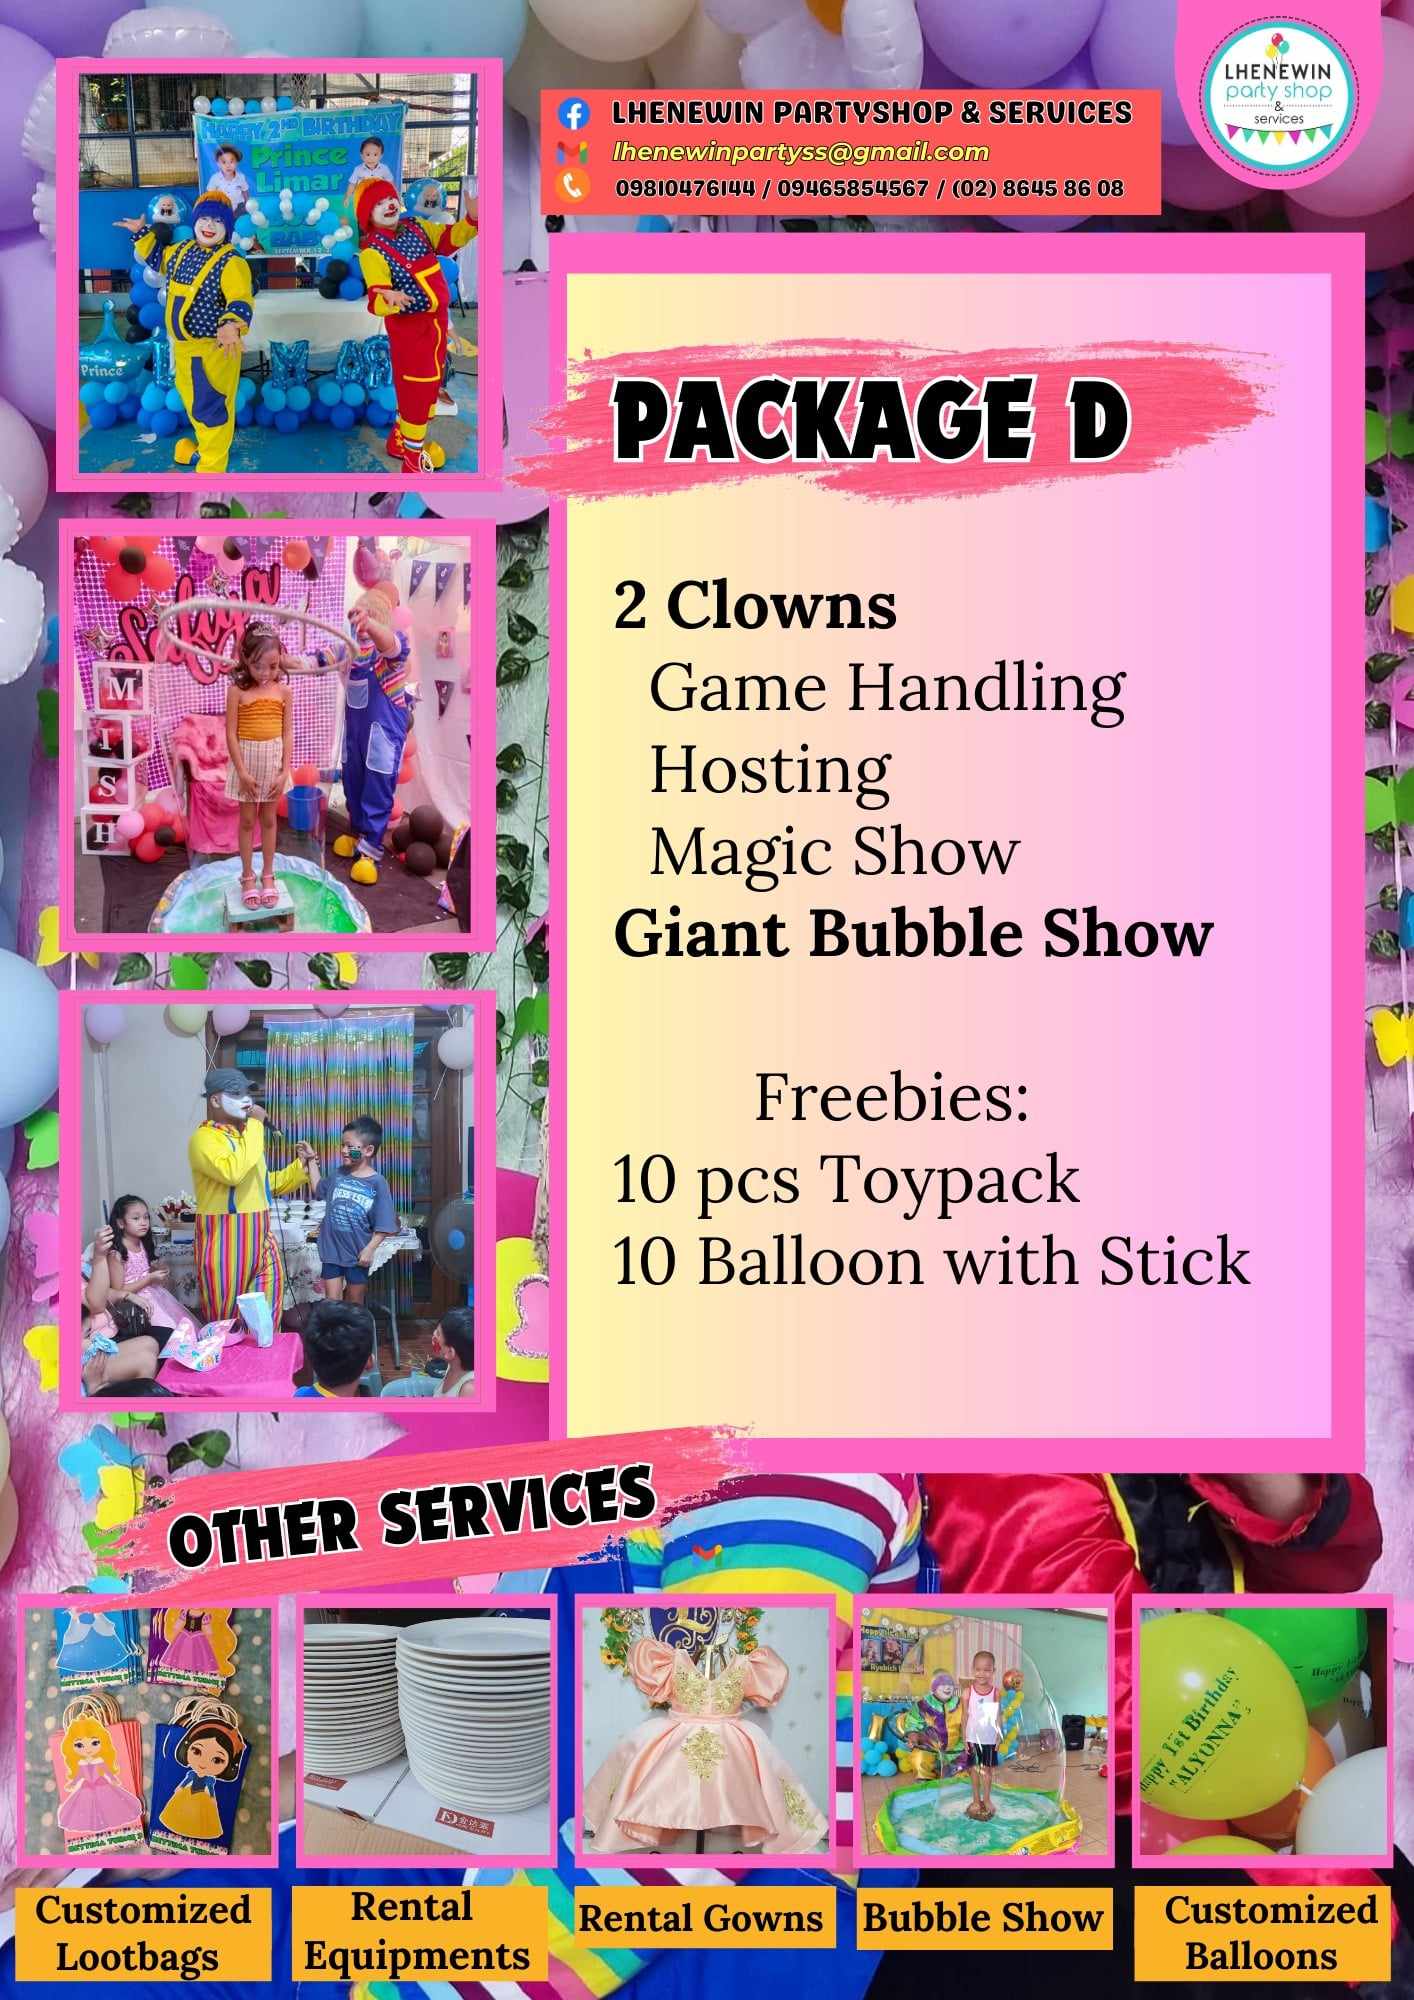 LHENEWIN
party shop
&
services
LHENEWIN PARTYSHOP & SERVICES
lhenewinpartyss@gmail.com
09810476144 / 09465854567 / (02) 8645 86 08
HAPPY 2ND BIRTHDAY
Prince
Limar
Prince
PACKAGE D
2 Clowns
Game Handling
Hosting
Magic Show
Giant Bubble Show
Freebies:
10 pcs Toypack
10 Balloon with Stick
M
I
S
H
OTHER SERVICES
Happy 1st Birthday
"ALYONNA"
Customized
Lootbags
Rental
Equipments
Rental Gowns
Bubble Show
Customized
Balloons